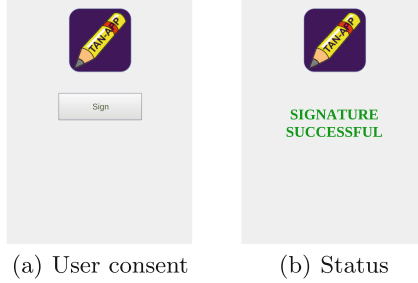 TAN-APP
Sign
(a) User consent
TAN-APP
SIGNATURE
SUCCESSFUL
(b) Status